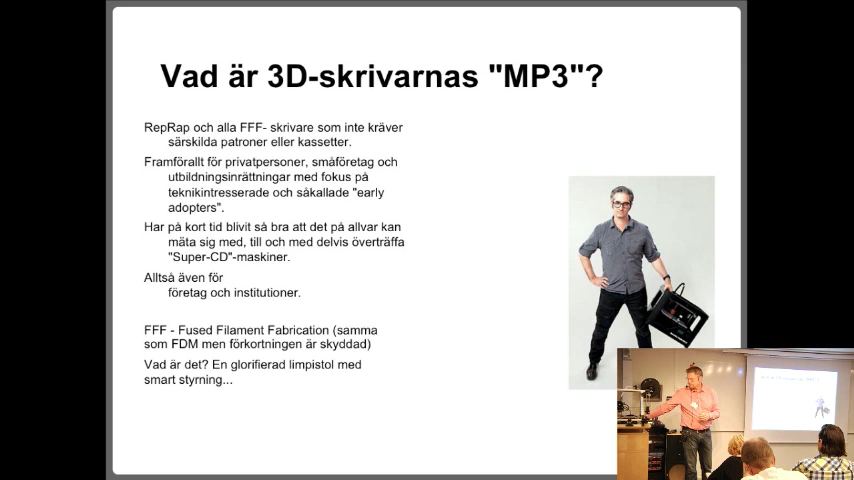 Vad är 3D-skrivarnas "MP3"?
RepRap och alla FFF- skrivare som inte kräver
särskilda patroner eller kassetter.
Framförallt för privatpersoner, småföretag och
utbildningsinrättningar med fokus på
teknikintresserade och såkallade "early
adopters".
Har på kort tid blivit så bra att det på allvar kan
mäta sig med, till och med delvis överträffa
"Super-CD"-maskiner.
Alltså även för
företag och institutioner.
FFF - Fused Filament Fabrication (samma
som FDM men förkortningen är skyddad)
Vad är det? En glorifierad limpistol med
smart styrning...